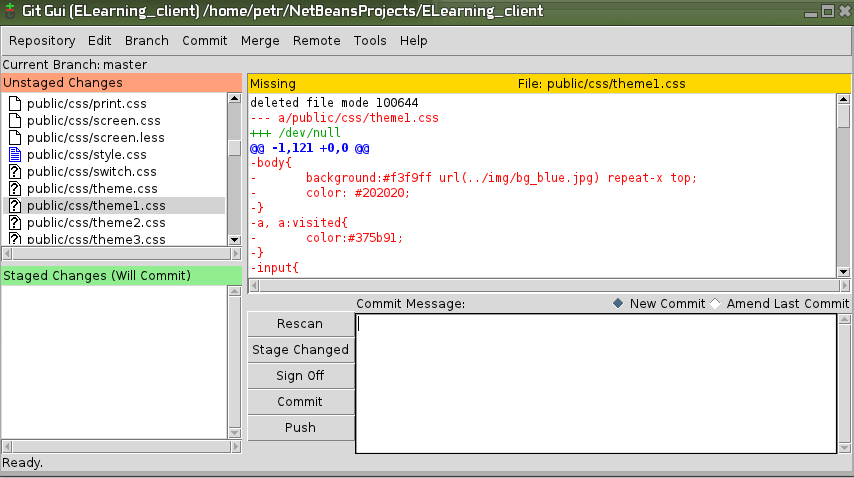 Git Gui (ELearning_client) /home/petr/NetBeansProjects/ELearning_client
Repository Edit Branch Commit Merge Remote Tools Help
Current Branch: master
Unstaged Changes
public/css/print.css
public/css/screen.css
public/css/screen.less
public/css/style.css
public/css/switch.css
public/css/theme.css
public/css/theme1.css
public/css/theme2.css
public/css/theme3.css
Staged Changes (Will Commit)
Missing File: public/css/theme1.css
deleted file mode 100644
--- a/public/css/theme1.css
+++ /dev/null
@@ -1,121 +0,0 @@
-body{
- background:#f3f9ff url(../img/bg_blue.jpg) repeat-x top;
- color: #202020;
-}
-a, a:visited{
- color:#375b91;
-}
-input{
Commit Message: New Commit Amend Last Commit
Rescan
Stage Changed
Sign Off
Commit
Push
Ready.